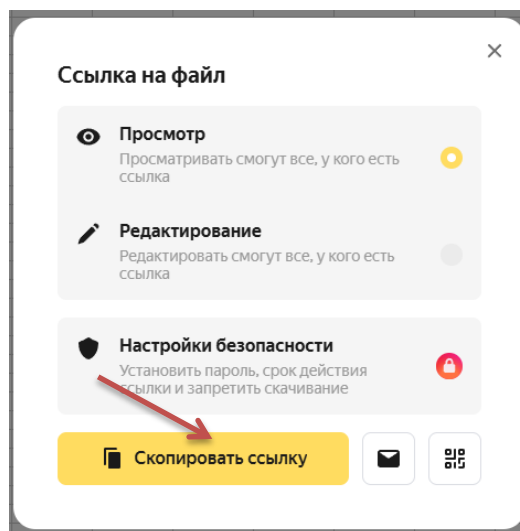 Ссылка на файл
Просмотр
Просматривать смогут все, у кого есть
ссылка
Редактирование
Редактировать смогут все, у кого есть
ссылка
Настройки безопасности
Установить пароль, срок действия
ссылки и запретить скачивание
Скопировать ссылку